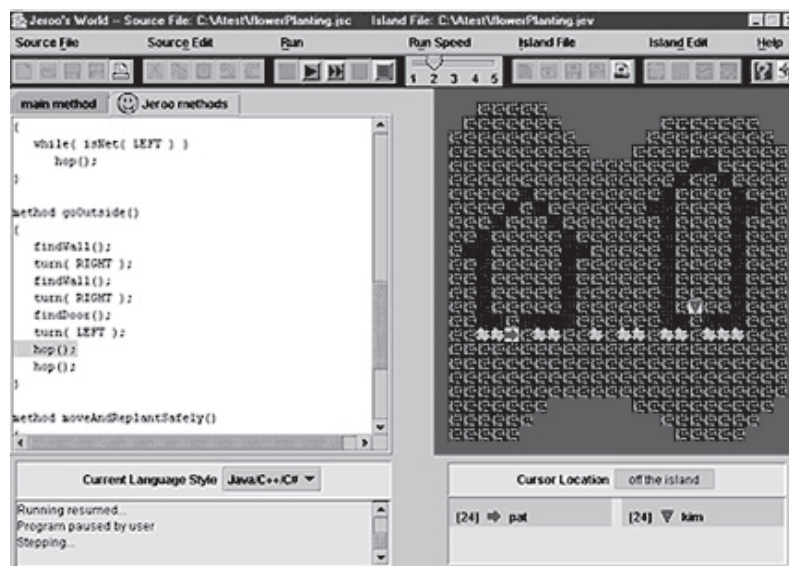 Jeroo's World -- Source File: C:\Atest\flowerPlanting.jsc Island File: C:\Atest\flowerPlanting.jev
Source File Source Edit Run Run Speed Island File Island Edit Help
1 2 3 4 5
main method Jeroo methods
{
while( isNet( LEFT ) )
hop();
}
method goOutside()
{
findWall();
turn( RIGHT );
findWall();
turn( RIGHT );
findDoor();
turn( LEFT );
hop();
hop();
}
method moveAndReplantSafely()
Current Language Style Java/C++/C#
Cursor Location off the island
Running resumed...
Program paused by user
Stepping...
[24] pat [24] kim